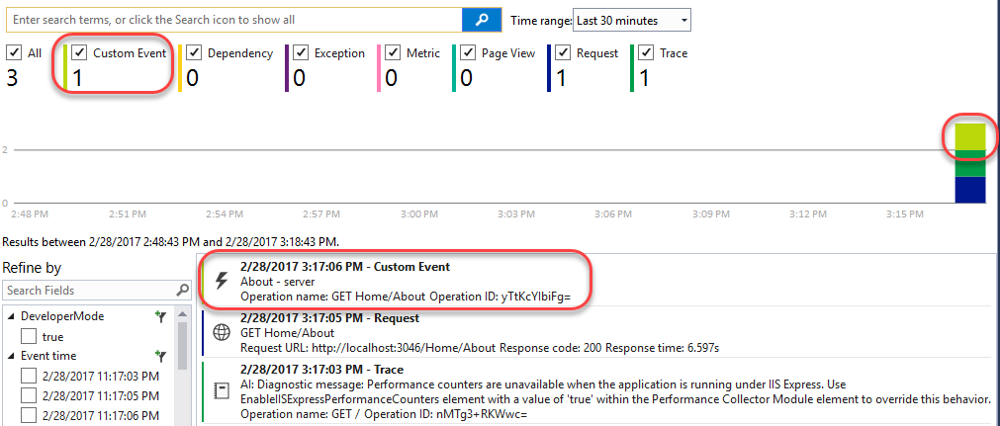 Enter search terms, or click the Search icon to show all
Time range: Last 30 minutes
All Custom Event Dependency Exception Metric Page View Request Trace
3 1 0 0 0 0 1 1
2
0
2:48 PM 2:51 PM 2:54 PM 2:57 PM 3:00 PM 3:03 PM 3:06 PM 3:09 PM 3:12 PM 3:15 PM
Results between 2/28/2017 2:48:43 PM and 2/28/2017 3:18:43 PM.
Refine by
Search Fields
DeveloperMode
true
Event time
2/28/2017 11:17:03 PM
2/28/2017 11:17:05 PM
2/28/2017 11:17:06 PM
2/28/2017 3:17:06 PM - Custom Event
About - server
Operation name: GET Home/About Operation ID: yTtKcYlbiFg=
2/28/2017 3:17:05 PM - Request
GET Home/About
Request URL: http://localhost:3046/Home/About Response code: 200 Response time: 6.597s
2/28/2017 3:17:03 PM - Trace
AI: Diagnostic message: Performance counters are unavailable when the application is running under IIS Express. Use
EnableIISExpressPerformanceCounters element with a value of 'true' within the Performance Collector Module element to override this behavior.
Operation name: GET / Operation ID: nMTg3+RKWwc=